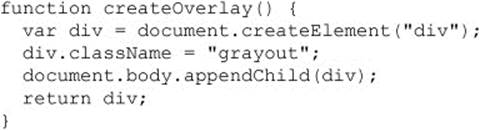 function createOverlay() {
  var div = document.createElement("div");
  div.className = "grayout";
  document.body.appendChild(div);
  return div;
}